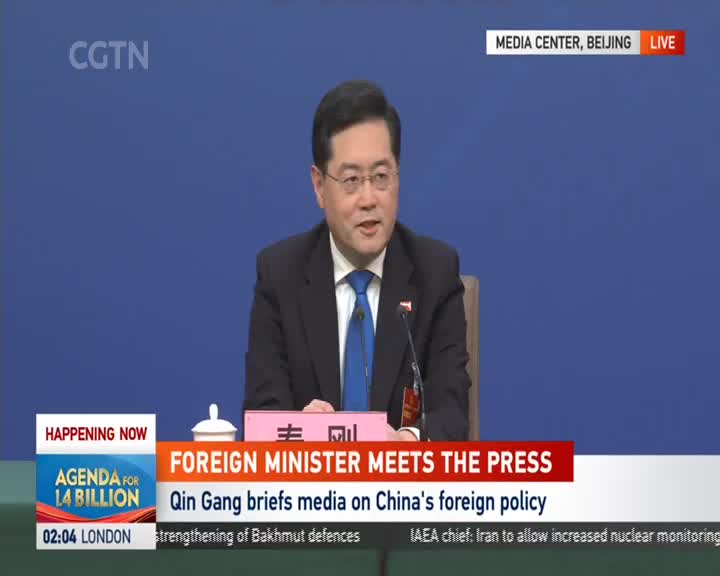 CGTN
MEDIA CENTER, BEIJING LIVE
秦 刚
HAPPENING NOW
FOREIGN MINISTER MEETS THE PRESS
AGENDA FOR
1.4 BILLION
Qin Gang briefs media on China's foreign policy
02:04 LONDON
strengthening of Bakhmut defences IAEA chief: Iran to allow increased nuclear monitoring